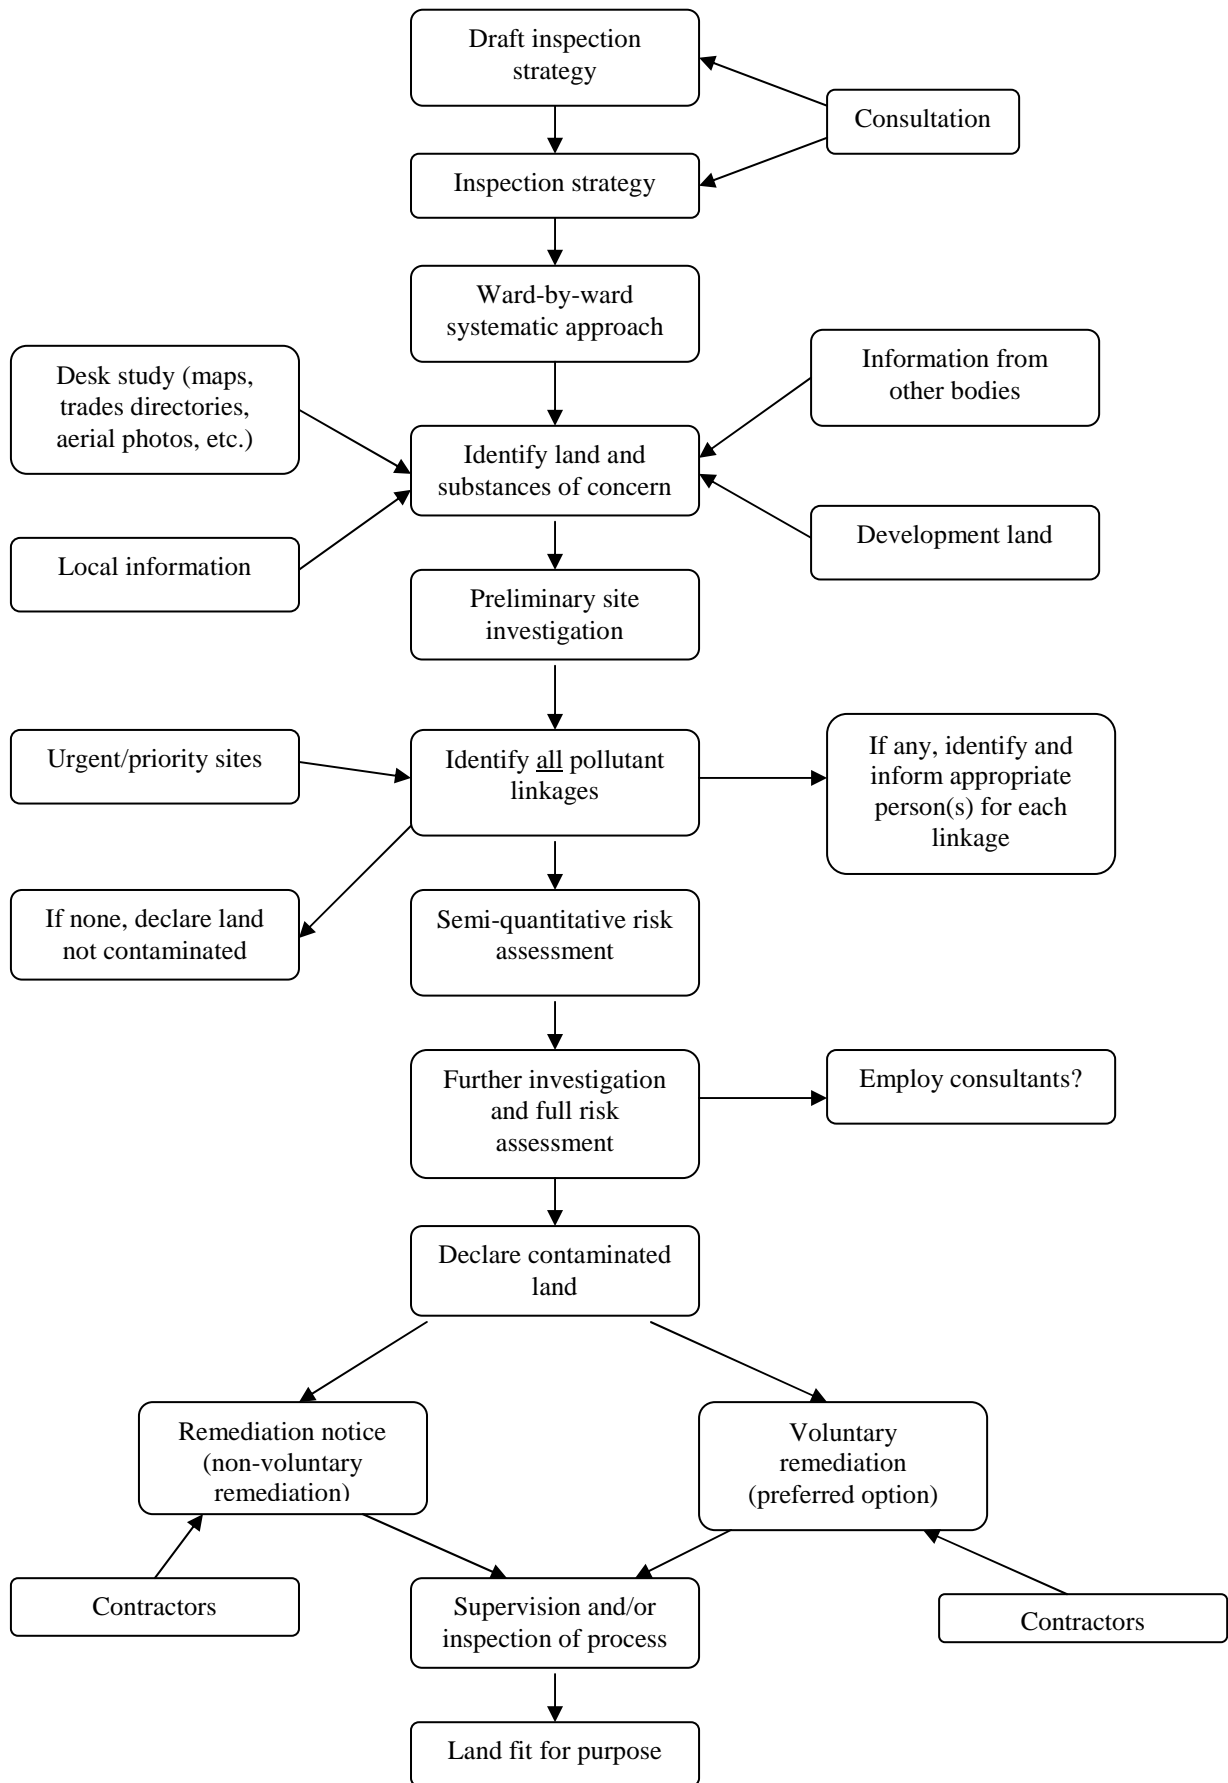 Draft inspection
strategy
Consultation
Inspection strategy
Ward-by-ward
systematic approach
Desk study (maps,
trades directories,
aerial photos, etc.)
Information from
other bodies
Identify land and
substances of concern
Local information
Development land
Preliminary site
investigation
Urgent/priority sites
Identify all pollutant
linkages
If any, identify and
inform appropriate
person(s) for each
linkage
If none, declare land
not contaminated
Semi-quantitative risk
assessment
Further investigation
and full risk
assessment
Employ consultants?
Declare contaminated
land
Remediation notice
(non-voluntary
remediation)
Voluntary
remediation
(preferred option)
Contractors
Supervision and/or
inspection of process
Contractors
Land fit for purpose